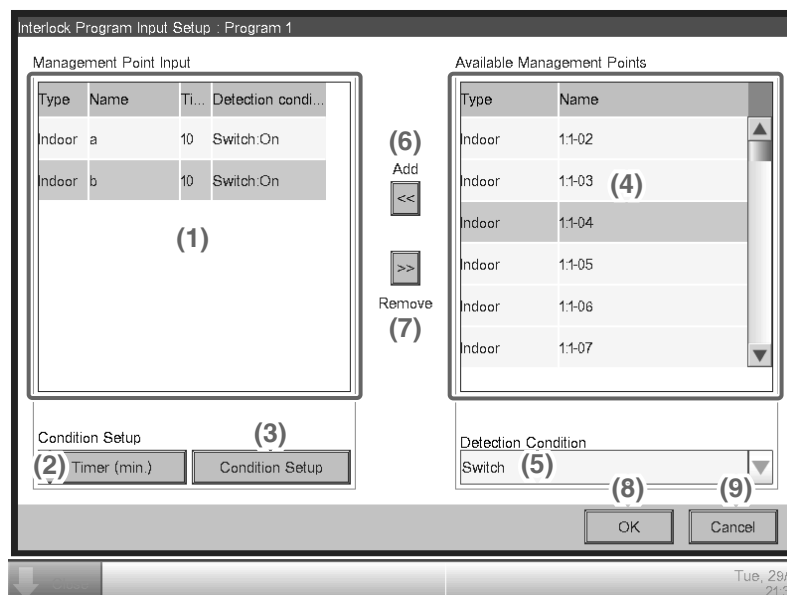 Interlock Program Input Setup : Program 1
Management Point Input
Type Name Ti... Detection condi...
Indoor a 10 Switch:On
Indoor b 10 Switch:On
(1)
Condition Setup
(2) Timer (min.)
(3)
Condition Setup
(6)
Add
<<
>>
Remove
(7)
Available Management Points
Type Name
Indoor 1:1-02
Indoor 1:1-03 (4)
Indoor 1:1-04
Indoor 1:1-05
Indoor 1:1-06
Indoor 1:1-07
Detection Condition
Switch (5)
(8) (9)
OK Cancel
Tue, 29/